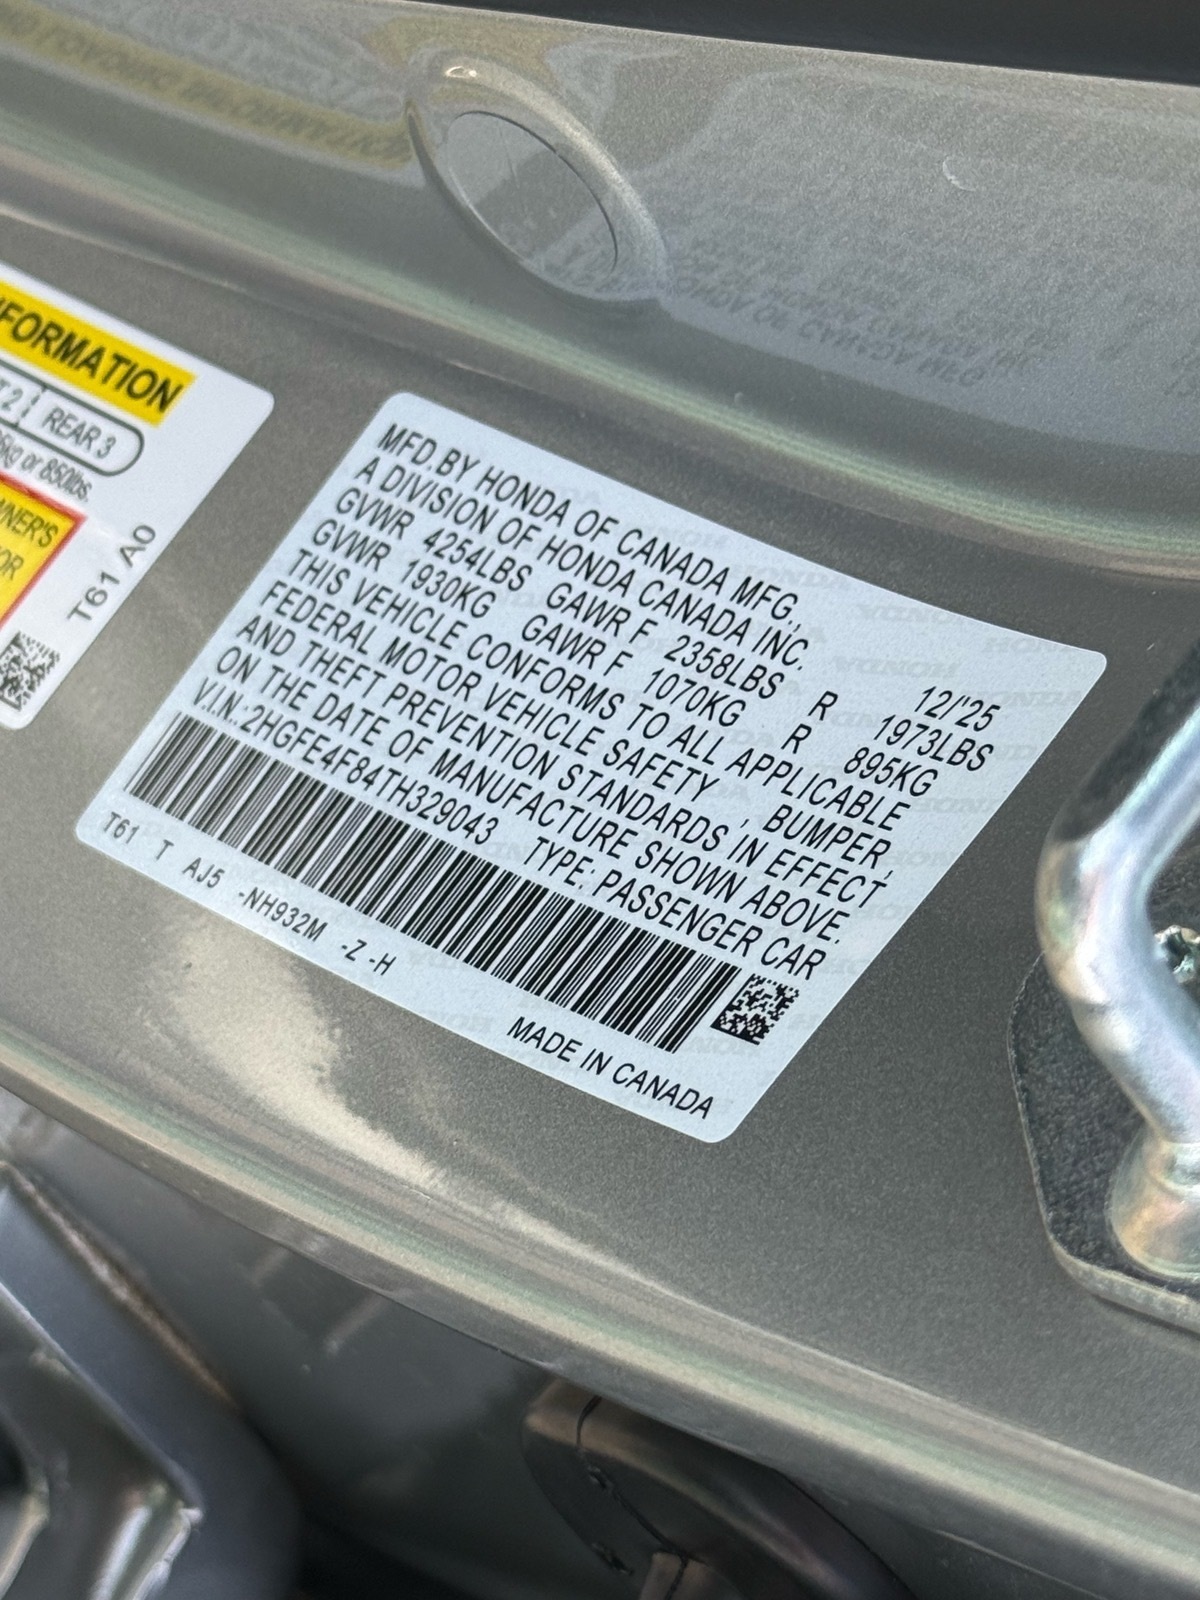 FORMATION
T 2 REAR 3
kg or 850lbs.
WNER'S
OR
T61 A0
MFD.BY HONDA OF CANADA MFG.,
A DIVISION OF HONDA CANADA INC. 12/'25
GVWR 4254LBS GAWR F 2358LBS R 1973LBS
GVWR 1930KG GAWR F 1070KG R 895KG
THIS VEHICLE CONFORMS TO ALL APPLICABLE
FEDERAL MOTOR VEHICLE SAFETY , BUMPER,
AND THEFT PREVENTION STANDARDS IN EFFECT
ON THE DATE OF MANUFACTURE SHOWN ABOVE.
V.I.N.:2HGFE4F84TH329043 TYPE: PASSENGER CAR
T61 T AJ5 -NH932M -Z -H
MADE IN CANADA